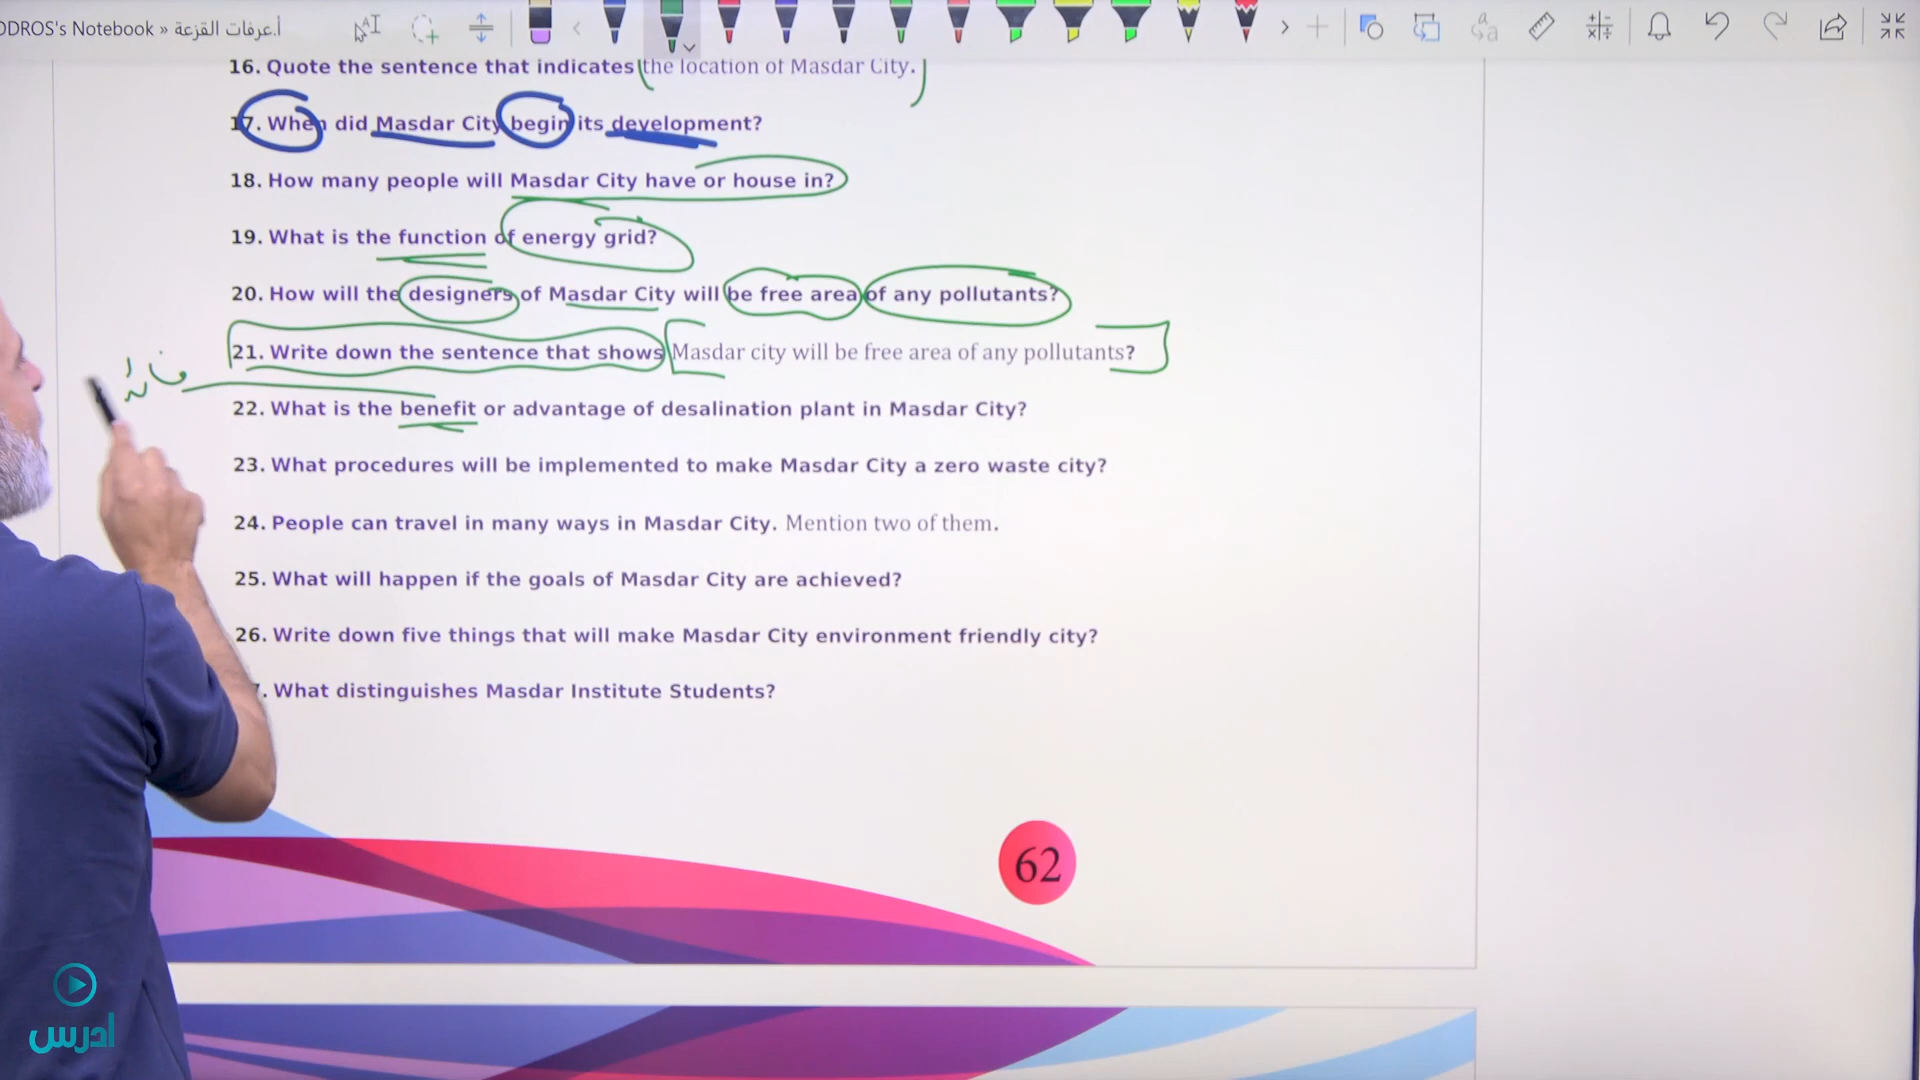 ODROS's Notebook » أ.عرفات القزعة
16. Quote the sentence that indicates the location of Masdar City.
17. When did Masdar City begin its development?
18. How many people will Masdar City have or house in?
19. What is the function of energy grid?
20. How will the designers of Masdar City will be free area of any pollutants?
21. Write down the sentence that shows Masdar city will be free area of any pollutants?
22. What is the benefit or advantage of desalination plant in Masdar City?
23. What procedures will be implemented to make Masdar City a zero waste city?
24. People can travel in many ways in Masdar City. Mention two of them.
25. What will happen if the goals of Masdar City are achieved?
26. Write down five things that will make Masdar City environment friendly city?
. What distinguishes Masdar Institute Students?
62
ادرس